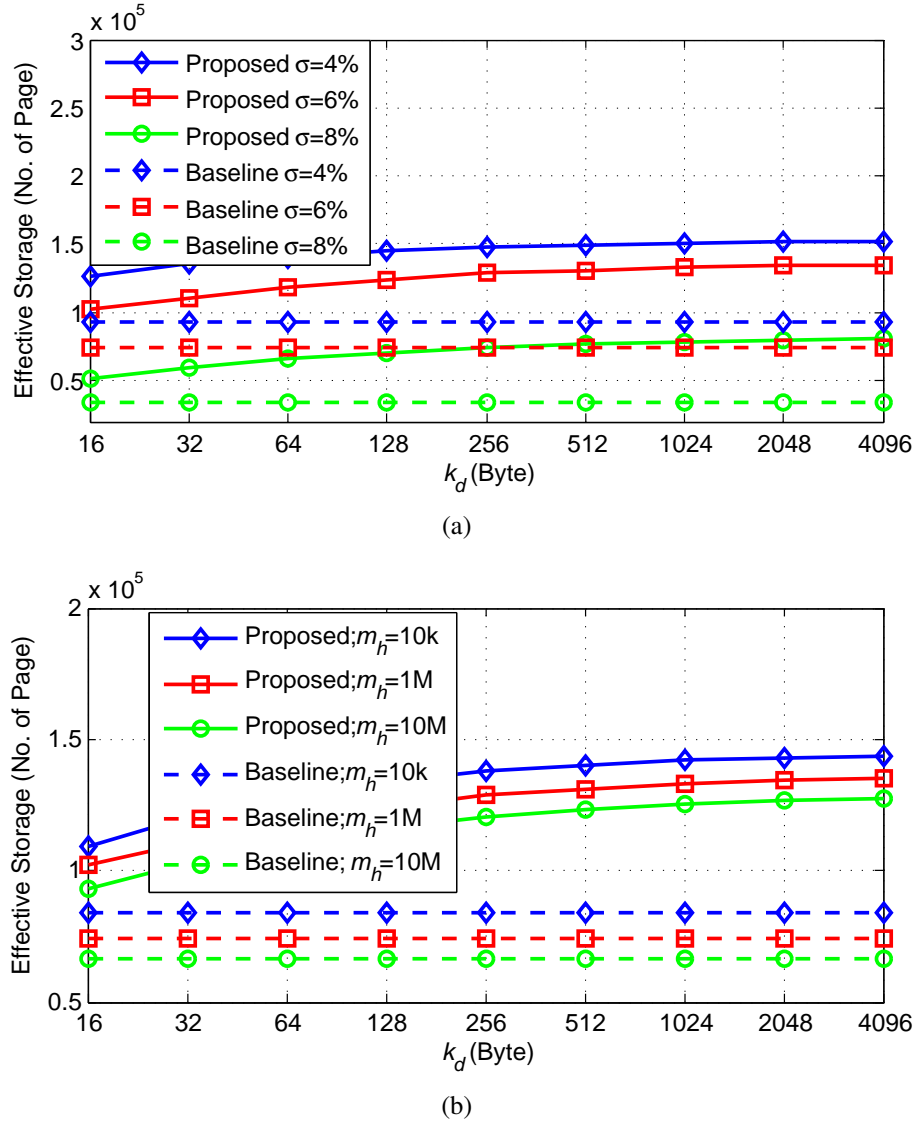 x 10^5
3
2.5
2
1.5
1
0.5
Effective Storage (No. of Page)
Proposed σ=4%
Proposed σ=6%
Proposed σ=8%
Baseline σ=4%
Baseline σ=6%
Baseline σ=8%
16 32 64 128 256 512 1024 2048 4096
k_d (Byte)
(a)
x 10^5
2
1.5
1
0.5
Effective Storage (No. of Page)
Proposed;m_h=10k
Proposed;m_h=1M
Proposed;m_h=10M
Baseline;m_h=10k
Baseline;m_h=1M
Baseline; m_h=10M
16 32 64 128 256 512 1024 2048 4096
k_d (Byte)
(b)